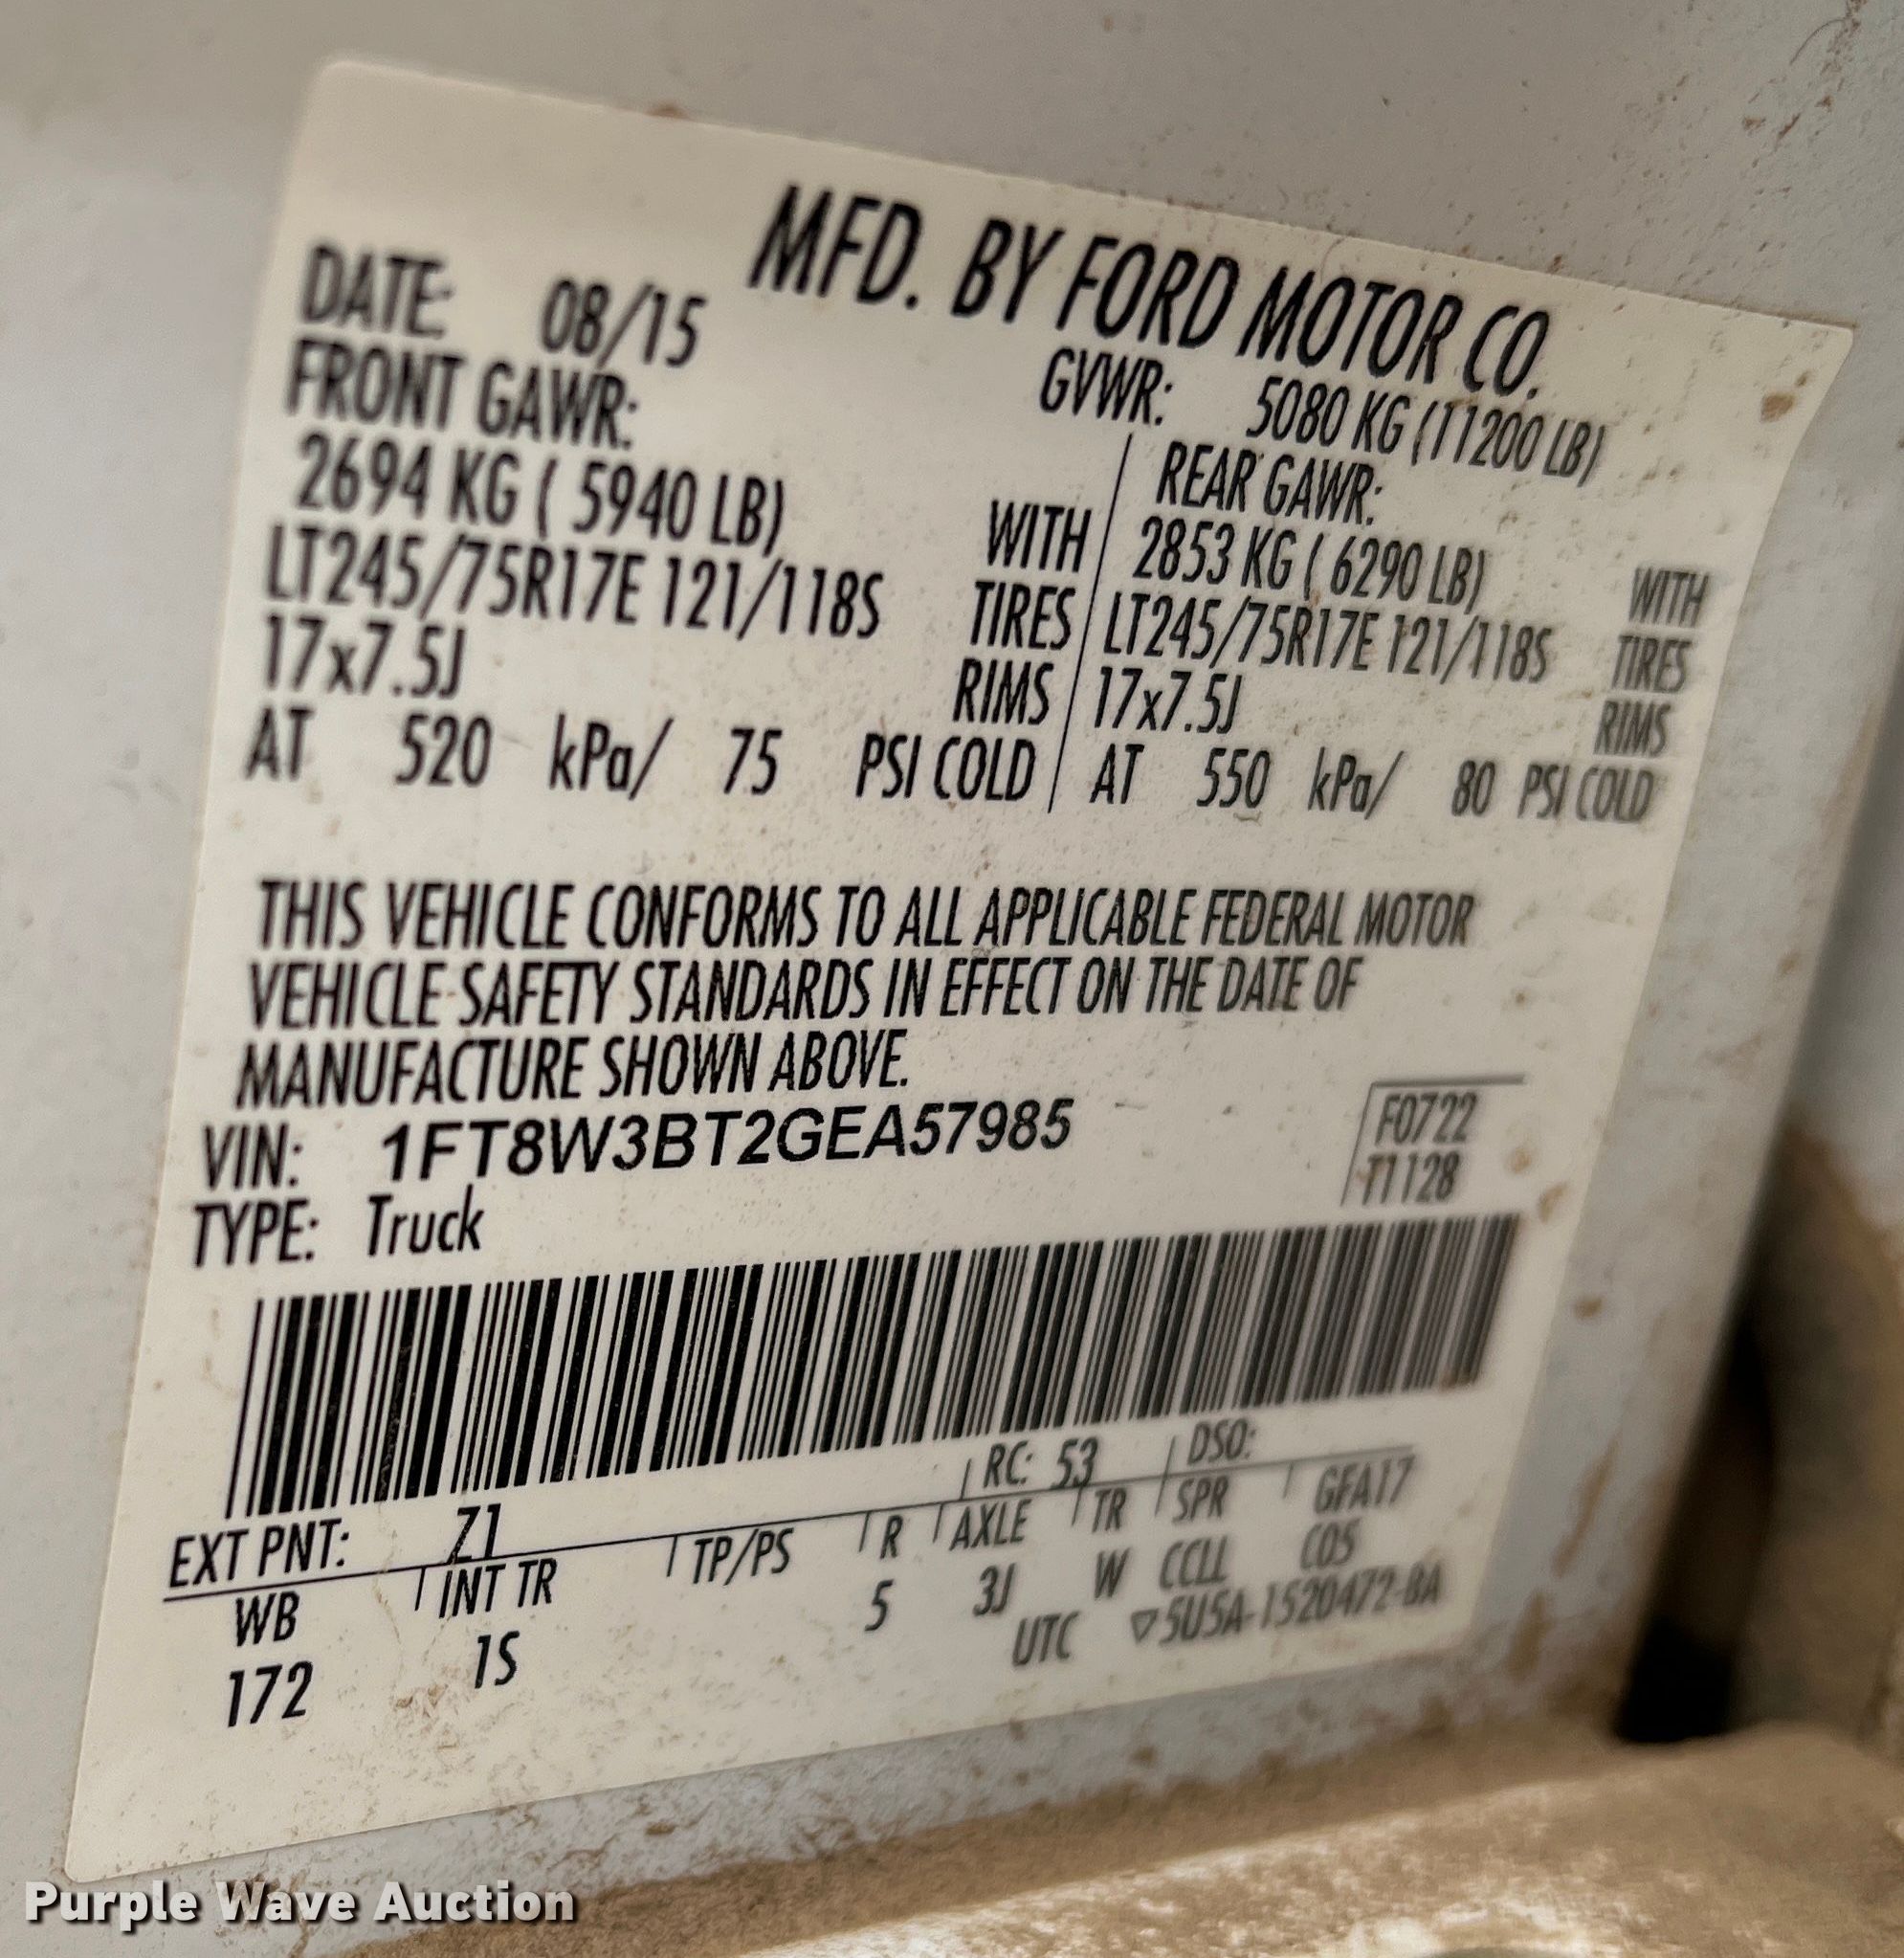 MFD. BY FORD MOTOR CO.
DATE: 08/15 GVWR: 5080 KG (11200 LB)
FRONT GAWR: REAR GAWR:
2694 KG ( 5940 LB) WITH 2853 KG ( 6290 LB) WITH
LT245/75R17E 121/118S TIRES LT245/75R17E 121/118S TIRES
17x7.5J RIMS 17x7.5J RIMS
AT 520 kPa/ 75 PSI COLD AT 550 kPa/ 80 PSI COLD
THIS VEHICLE CONFORMS TO ALL APPLICABLE FEDERAL MOTOR
VEHICLE SAFETY STANDARDS IN EFFECT ON THE DATE OF
MANUFACTURE SHOWN ABOVE.
VIN: 1FT8W3BT2GEA57985 F0722
TYPE: Truck T1128
EXT PNT: Z1 RC: 53 DSO:
WB INT TR TP/PS R AXLE TR SPR GFA17
172 1S 5 3J W CCLL COS
UTC ▽5U5A-1520472-BA
Purple Wave Auction